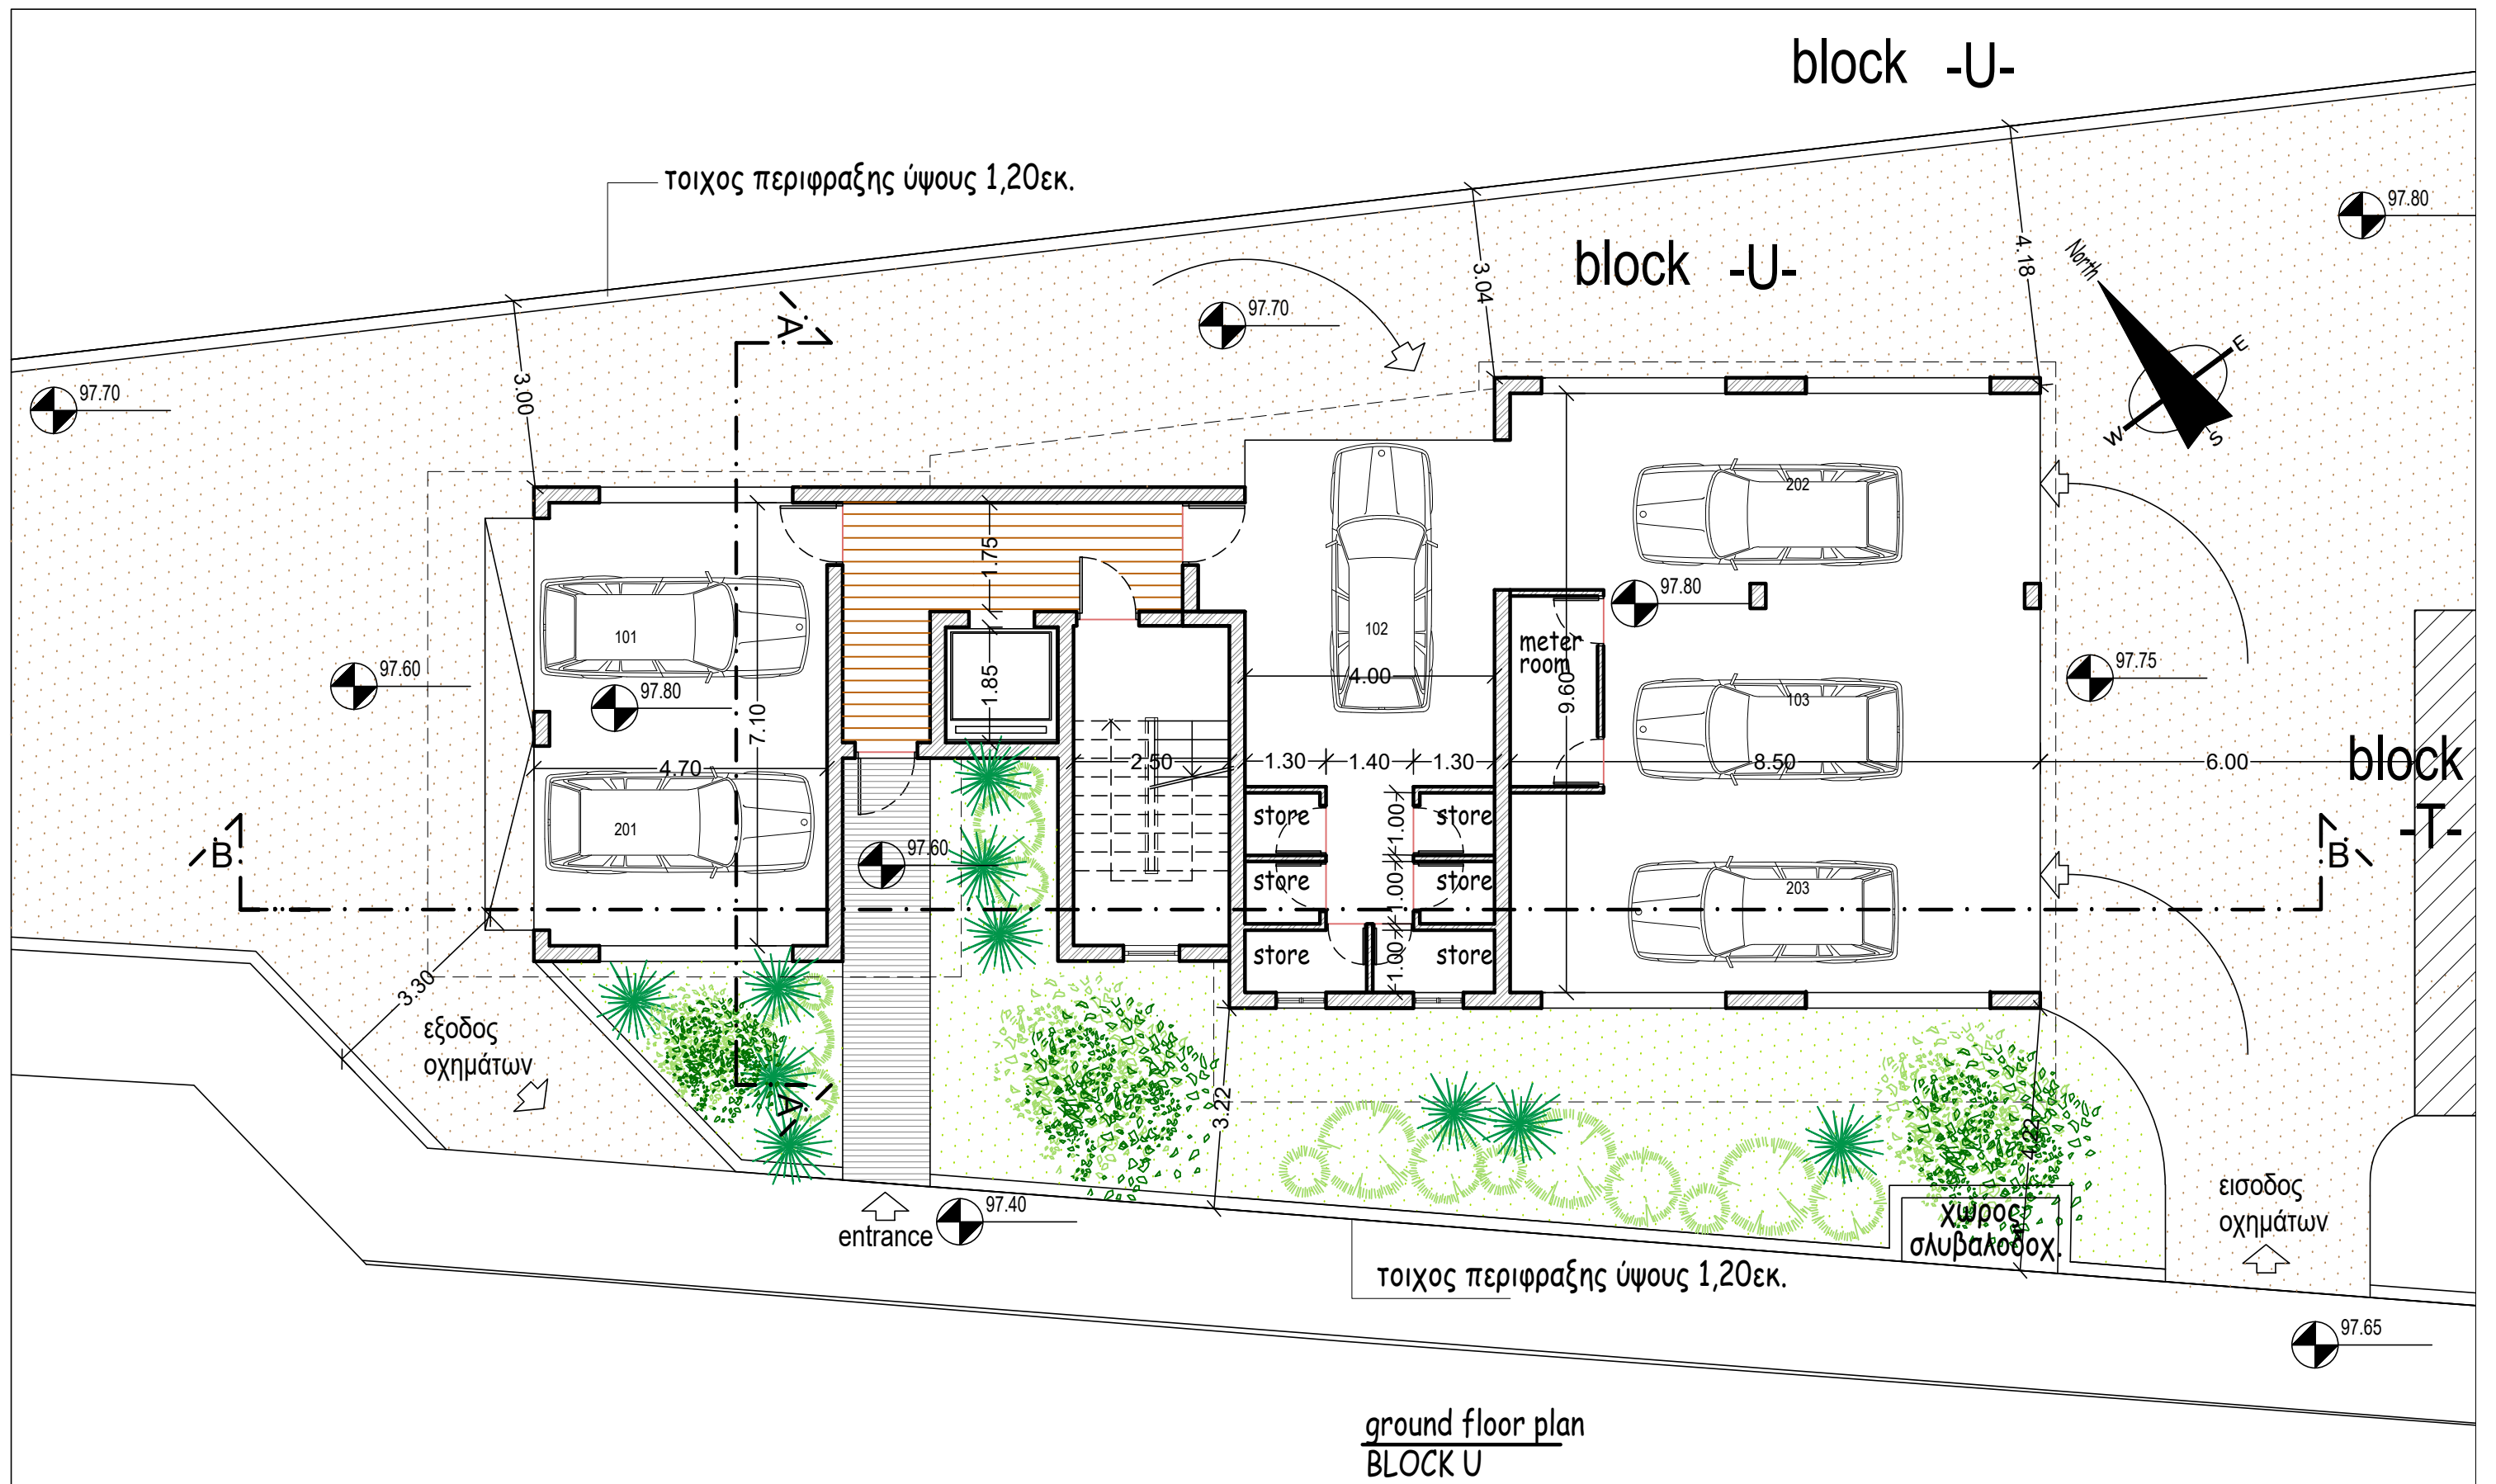 block -U-
τοιχος περιφραξης ύψους 1,20εκ.
97.80
block -U-
4.18
North
3.04
97.70
E
W
S
A
97.70
3.00
202
1.75
97.80
101
102
meter
room
97.60
97.75
1.85
4.00
9.60
97.80
103
7.10
4.70
2.50
1.30
1.40
1.30
8.50
6.00
block
-T-
store
1.00
store
201
B
97.60
B
store
1.00
store
203
store
1.00
store
3.30
εξοδος
οχημάτων
A
3.22
4.22
εισοδος
οχημάτων
97.40
entrance
χωρος
σλυβαλοδοχ.
τοιχος περιφραξης ύψους 1,20εκ.
97.65
ground floor plan
BLOCK U